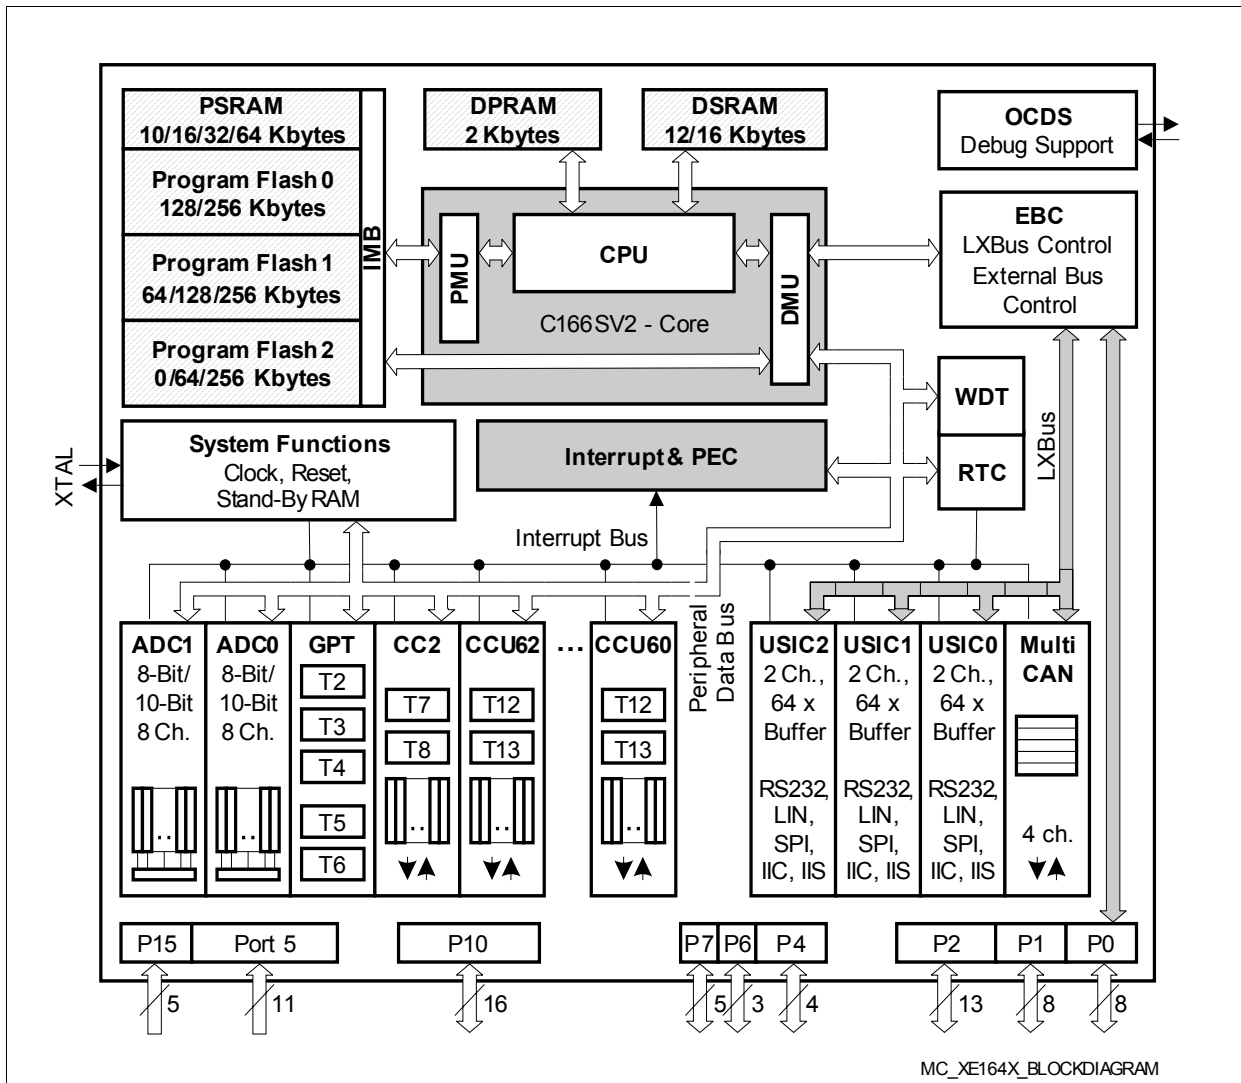 PSRAM
10/16/32/64 Kbytes
Program Flash 0
128/256 Kbytes
Program Flash 1
64/128/256 Kbytes
Program Flash 2
0/64/256 Kbytes
IMB
DPRAM
2 Kbytes
DSRAM
12/16 Kbytes
OCDS
Debug Support
PMU
CPU
DMU
C166SV2 - Core
EBC
LXBus Control
External Bus
Control
WDT
RTC
LXBus
XTAL
System Functions
Clock, Reset,
Stand-By RAM
Interrupt & PEC
Interrupt Bus
Peripheral
Data Bus
ADC1
8-Bit/
10-Bit
8 Ch.
ADC0
8-Bit/
10-Bit
8 Ch.
GPT
T2
T3
T4
T5
T6
CC2
T7
T8
CCU62
T12
T13
...
CCU60
T12
T13
USIC2
2 Ch.,
64 x
Buffer
RS232,
LIN,
SPI,
IIC, IIS
USIC1
2 Ch.,
64 x
Buffer
RS232,
LIN,
SPI,
IIC, IIS
USIC0
2 Ch.,
64 x
Buffer
RS232,
LIN,
SPI,
IIC, IIS
Multi
CAN
4 ch.
P15
Port 5
P10
P7
P6
P4
P2
P1
P0
5
11
16
5
3
4
13
8
8
MC_XE164X_BLOCKDIAGRAM